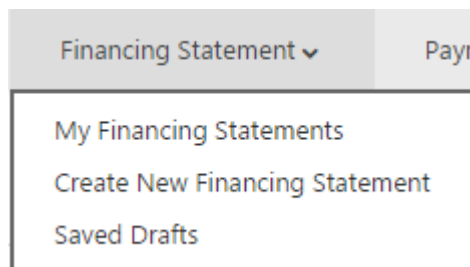 Financing Statement
My Financing Statements
Create New Financing Statement
Saved Drafts